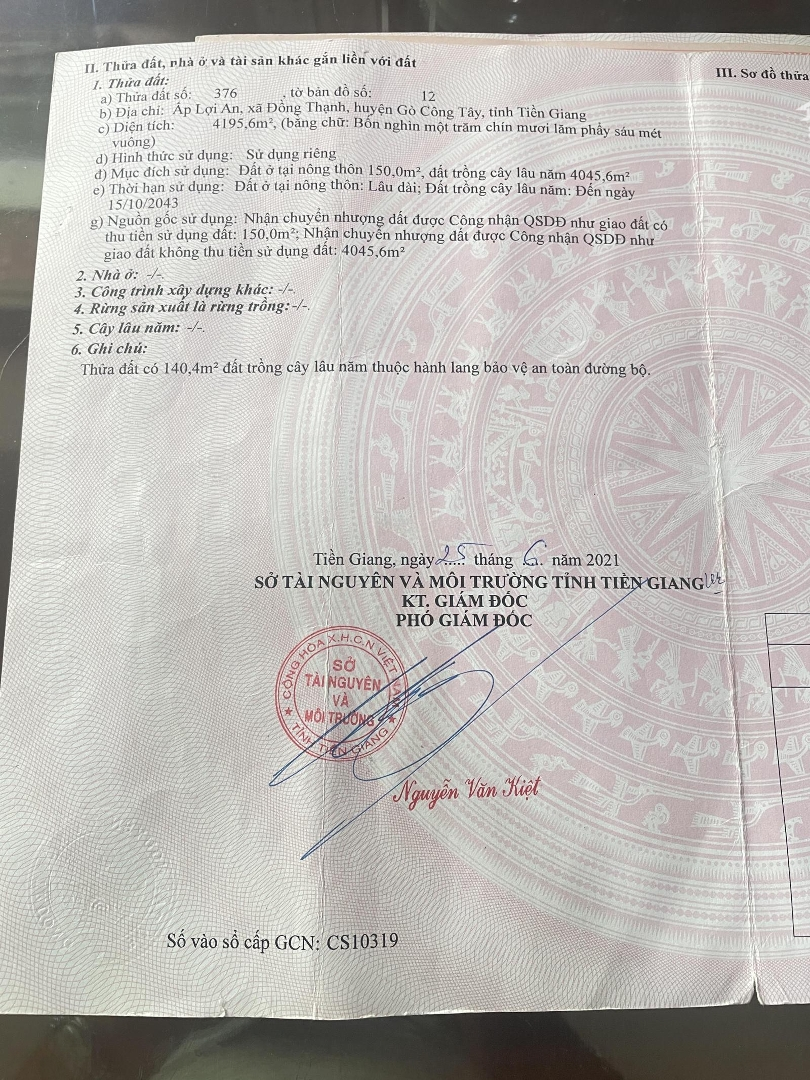 II. Thửa đất, nhà ở và tài sản khác gắn liền với đất
1. Thửa đất:
a) Thửa đất số: 376 , tờ bản đồ số: 12
b) Địa chỉ: Ấp Lợi An, xã Đồng Thạnh, huyện Gò Công Tây, tỉnh Tiền Giang
c) Diện tích: 4195,6m², (bằng chữ: Bốn nghìn một trăm chín mươi lăm phẩy sáu mét
vuông)
d) Hình thức sử dụng: Sử dụng riêng
đ) Mục đích sử dụng: Đất ở tại nông thôn 150,0m², đất trồng cây lâu năm 4045,6m²
e) Thời hạn sử dụng: Đất ở tại nông thôn: Lâu dài; Đất trồng cây lâu năm: Đến ngày
15/10/2043
g) Nguồn gốc sử dụng: Nhận chuyển nhượng đất được Công nhận QSDĐ như giao đất có
thu tiền sử dụng đất: 150,0m²; Nhận chuyển nhượng đất được Công nhận QSDĐ như
giao đất không thu tiền sử dụng đất: 4045,6m²
2. Nhà ở: -/-.
3. Công trình xây dựng khác: -/-.
4. Rừng sản xuất là rừng trồng: -/-.
5. Cây lâu năm: -/-.
6. Ghi chú:
Thửa đất có 140,4m² đất trồng cây lâu năm thuộc hành lang bảo vệ an toàn đường bộ.
III. Sơ đồ thửa
Tiền Giang, ngày 25 tháng 6 năm 2021
SỞ TÀI NGUYÊN VÀ MÔI TRƯỜNG TỈNH TIỀN GIANG
KT. GIÁM ĐỐC
PHÓ GIÁM ĐỐC
CỘNG HÒA X.H.C.N VIỆT NAM
SỞ
TÀI NGUYÊN
VÀ
MÔI TRƯỜNG
TỈNH TIỀN GIANG
Nguyễn Văn Kiệt
Số vào sổ cấp GCN: CS10319